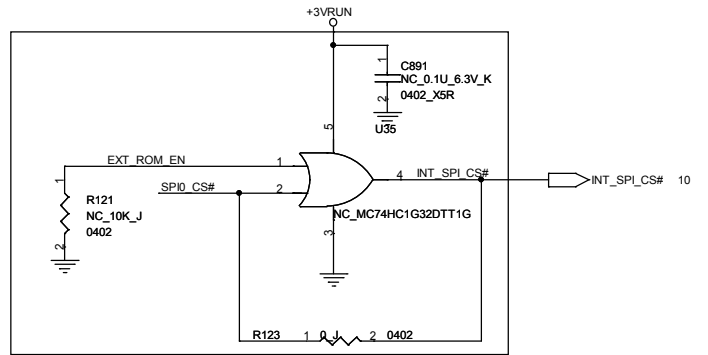 +3VRUN
1
C891
NC_0.1U_6.3V_K
2
0402_X5R
5
U35
EXT_ROM_EN
1
4
INT_SPI_CS#
INT_SPI_CS# 10
1
SPI0_CS#
2
R121
NC_10K_J
0402
NC_MC74HC1G32DTT1G
2
3
R123 1 0_J 2 0402